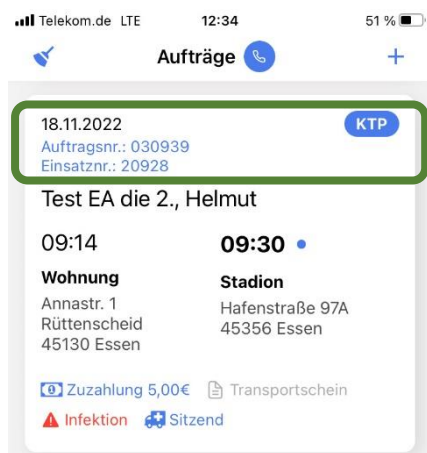 Telekom.de LTE 12:34 51 %
Aufträge
18.11.2022 KTP
Auftragsnr.: 030939
Einsatznr.: 20928
Test EA die 2., Helmut
09:14 09:30
Wohnung Stadion
Annastr. 1 Hafenstraße 97A
Rüttenscheid 45356 Essen
45130 Essen
Zuzahlung 5,00€ Transportschein
Infektion Sitzend